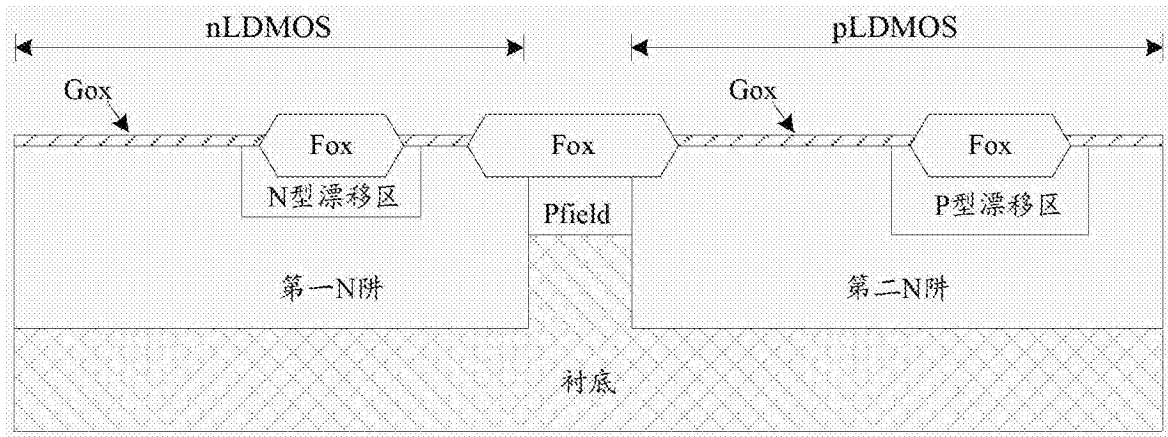 nLDMOS pLDMOS
Gox Gox
Fox Fox Fox
N型漂移区 Pfield P型漂移区
第一N阱 第二N阱
衬底